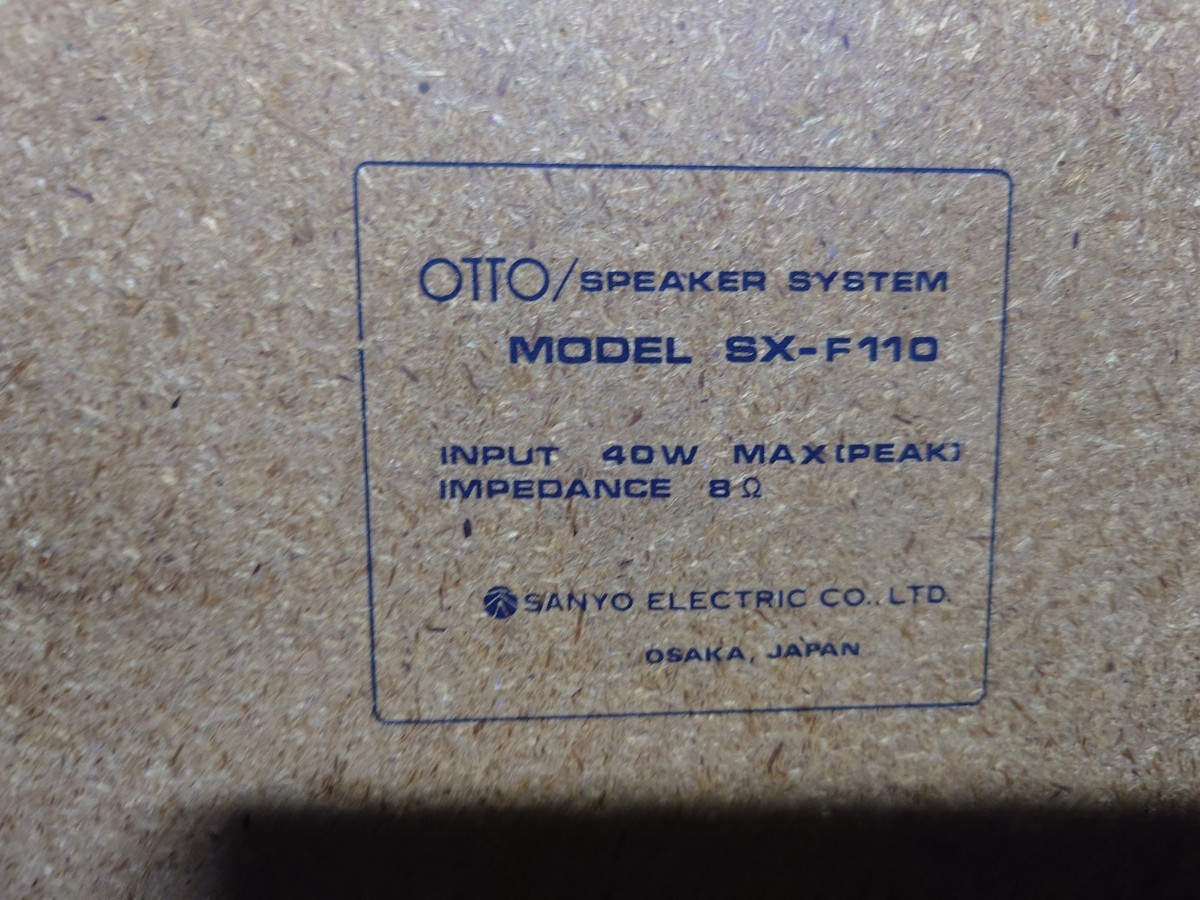 OTTO/SPEAKER SYSTEM
MODEL SX-F110
INPUT 40W MAX(PEAK)
IMPEDANCE 8Ω
SANYO ELECTRIC CO., LTD.
OSAKA, JAPAN